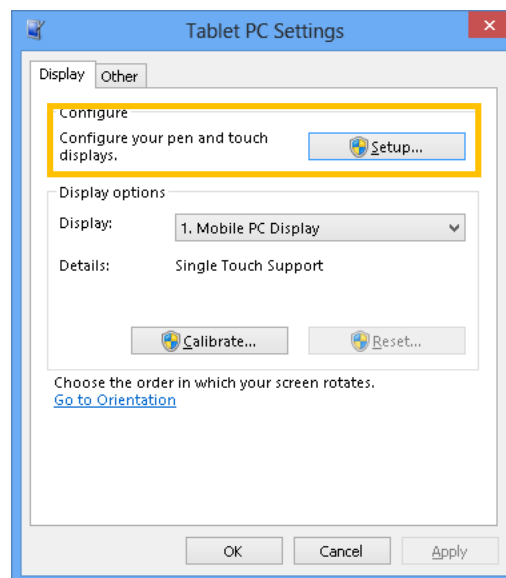 Tablet PC Settings
Display
Other
Configure
Configure your pen and touch
displays.
Setup...
Display options
Display:
1. Mobile PC Display
Details:
Single Touch Support
Calibrate...
Reset...
Choose the order in which your screen rotates.
Go to Orientation
OK
Cancel
Apply